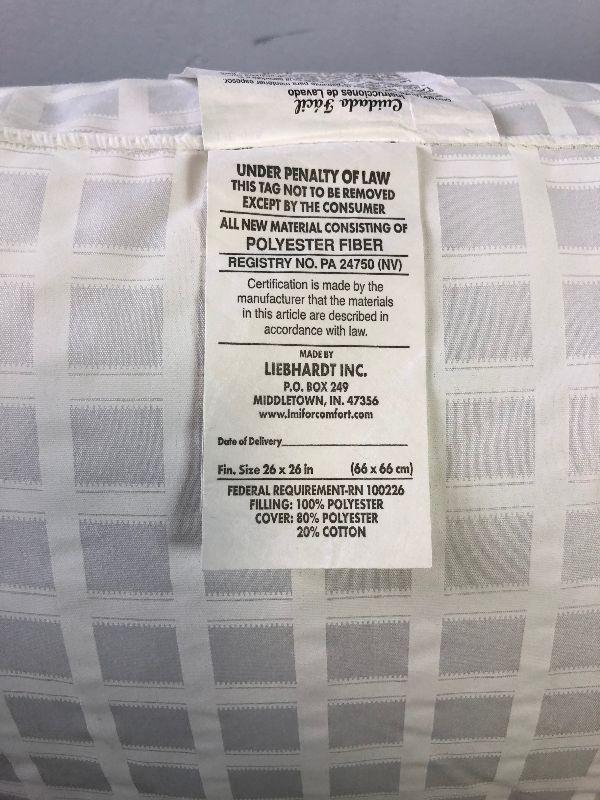 Cuidado Fácil
Instrucciones de Lavado
UNDER PENALTY OF LAW
THIS TAG NOT TO BE REMOVED
EXCEPT BY THE CONSUMER
ALL NEW MATERIAL CONSISTING OF
POLYESTER FIBER
REGISTRY NO. PA 24750 (NV)
Certification is made by the
manufacturer that the materials
in this article are described in
accordance with law.
MADE BY
LIEBHARDT INC.
P.O. BOX 249
MIDDLETOWN, IN. 47356
www.lmiforcomfort.com
Date of Delivery
Fin. Size 26 x 26 in (66 x 66 cm)
FEDERAL REQUIREMENT-RN 100226
FILLING: 100% POLYESTER
COVER: 80% POLYESTER
20% COTTON